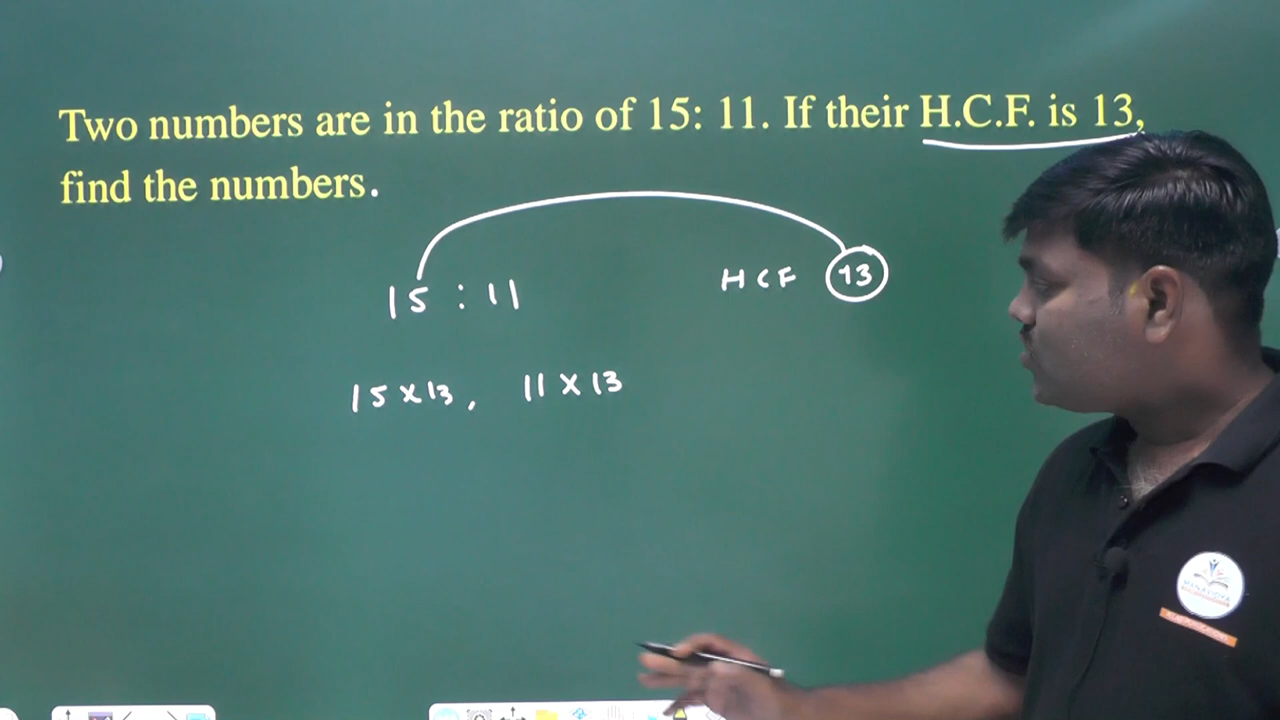 Two numbers are in the ratio of 15: 11. If their H.C.F. is 13,
find the numbers.
15 : 11
HCF 13
15 x 13, 11 x 13